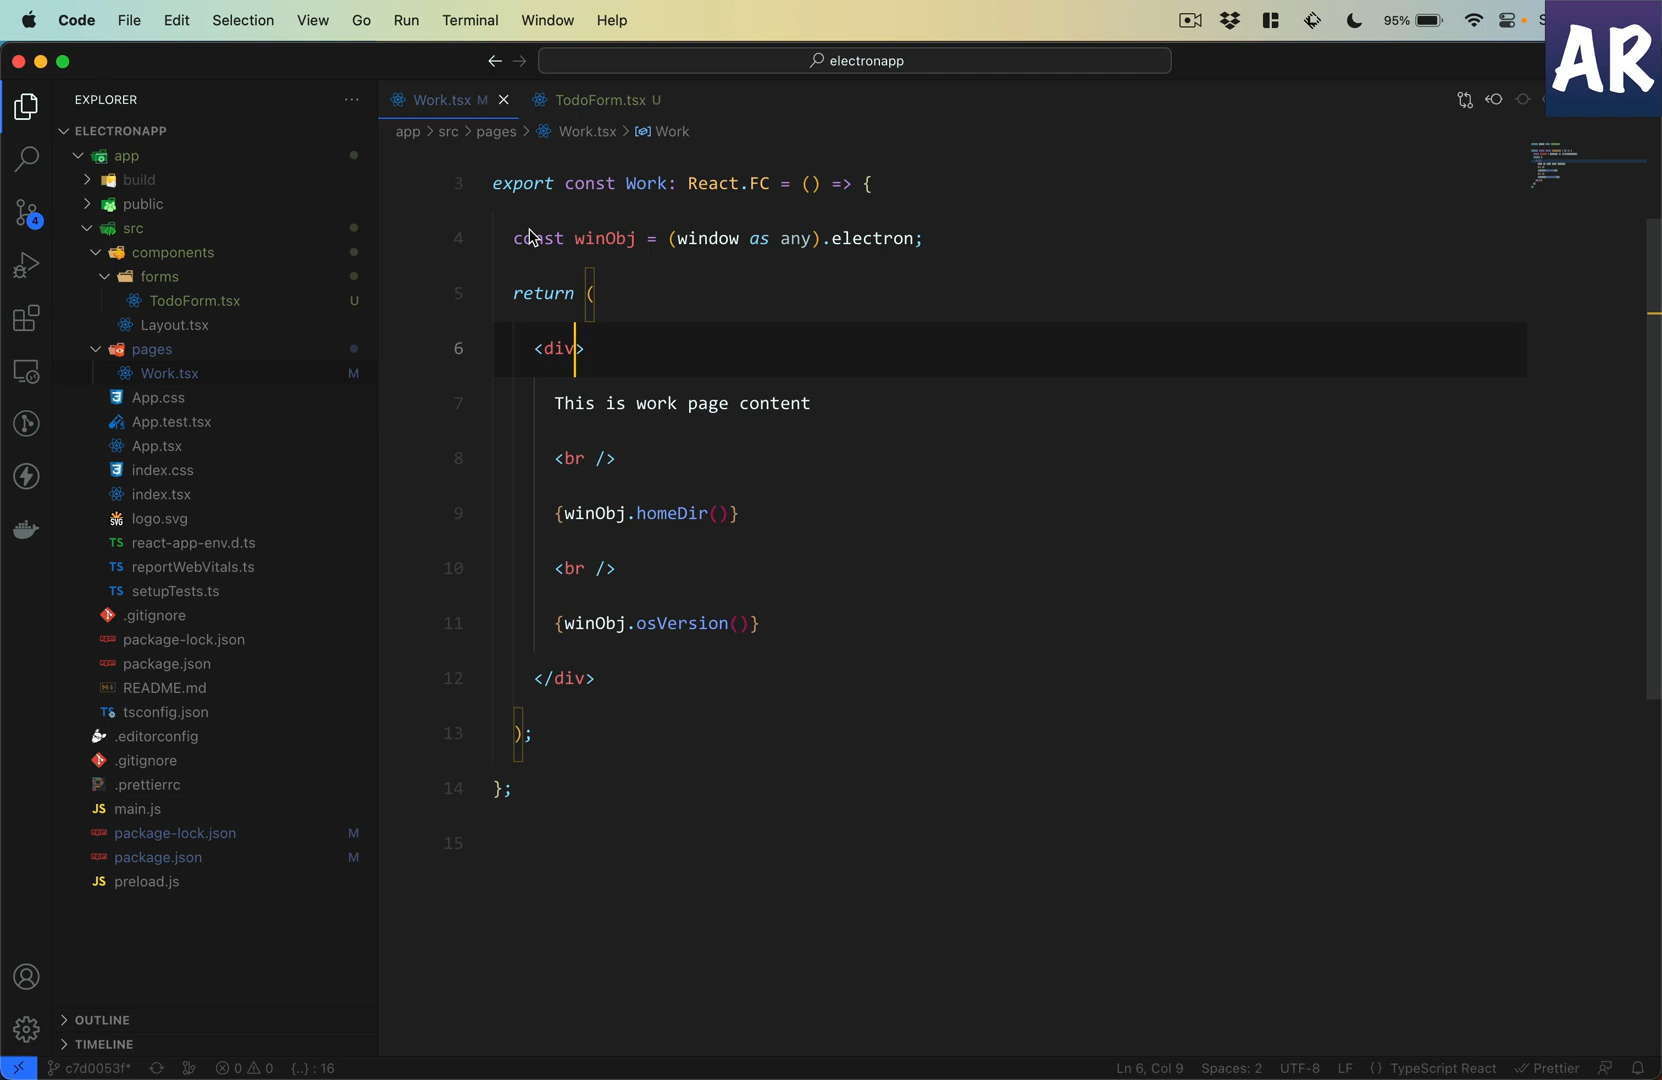 Code File Edit Selection View Go Run Terminal Window Help 95%
AR
electronapp
EXPLORER
ELECTRONAPP
app
build
public
src
components
forms
TodoForm.tsx U
Layout.tsx
pages
Work.tsx M
App.css
App.test.tsx
App.tsx
index.css
index.tsx
logo.svg
TS react-app-env.d.ts
TS reportWebVitals.ts
TS setupTests.ts
.gitignore
package-lock.json
package.json
README.md
tsconfig.json
.editorconfig
.gitignore
.prettierrc
JS main.js
package-lock.json M
package.json M
JS preload.js
OUTLINE
TIMELINE
4
Work.tsx M TodoForm.tsx U
app > src > pages > Work.tsx > Work
3 export const Work: React.FC = () => {
4 const winObj = (window as any).electron;
5 return (
6 <div>
7 This is work page content
8 <br />
9 {winObj.homeDir()}
10 <br />
11 {winObj.osVersion()}
12 </div>
13 );
14 };
15
c7d0053f* 0 0 {..} : 16 Ln 6, Col 9 Spaces: 2 UTF-8 LF {} TypeScript React Prettier